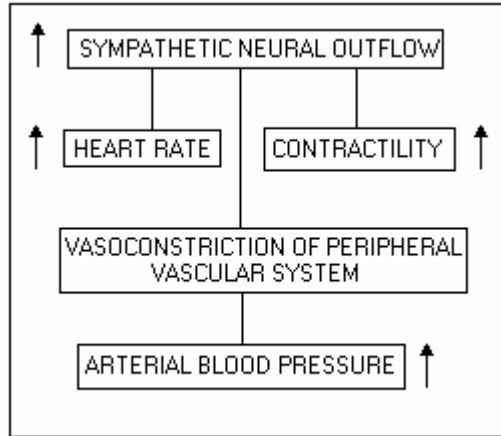 SYMPATHETIC NEURAL OUTFLOW
HEART RATE
CONTRACTILITY
VASOCONSTRICTION OF PERIPHERAL
VASCULAR SYSTEM
ARTERIAL BLOOD PRESSURE